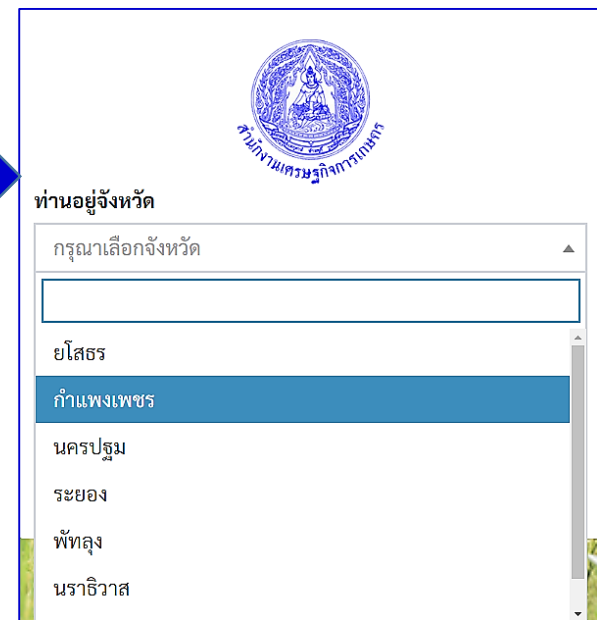 สำนักงานเศรษฐกิจการเกษตร
ท่านอยู่จังหวัด
กรุณาเลือกจังหวัด
ยโสธร
กำแพงเพชร
นครปฐม
ระยอง
พัทลุง
นราธิวาส